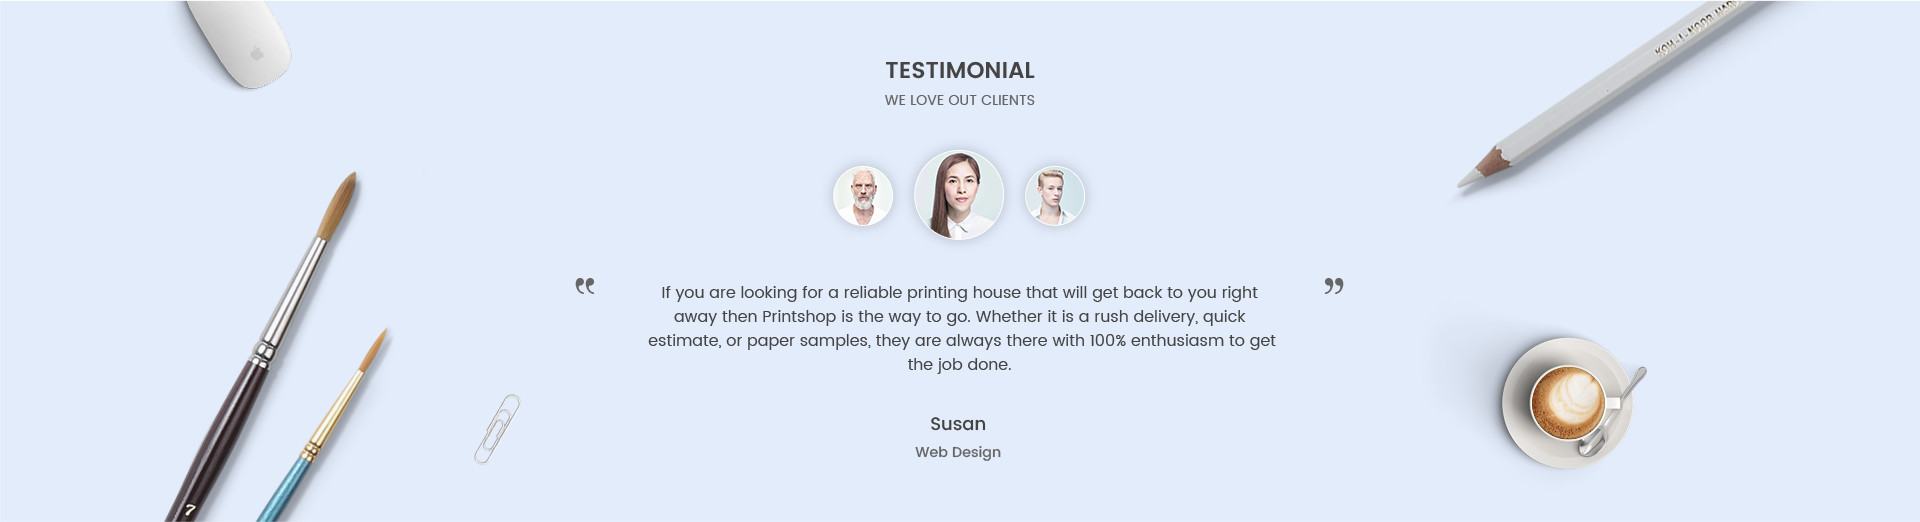 KOH-I-NOOR HAR
TESTIMONIAL
WE LOVE OUT CLIENTS
“ If you are looking for a reliable printing house that will get back to you right ”
away then Printshop is the way to go. Whether it is a rush delivery, quick
estimate, or paper samples, they are always there with 100% enthusiasm to get
the job done.
Susan
Web Design
7